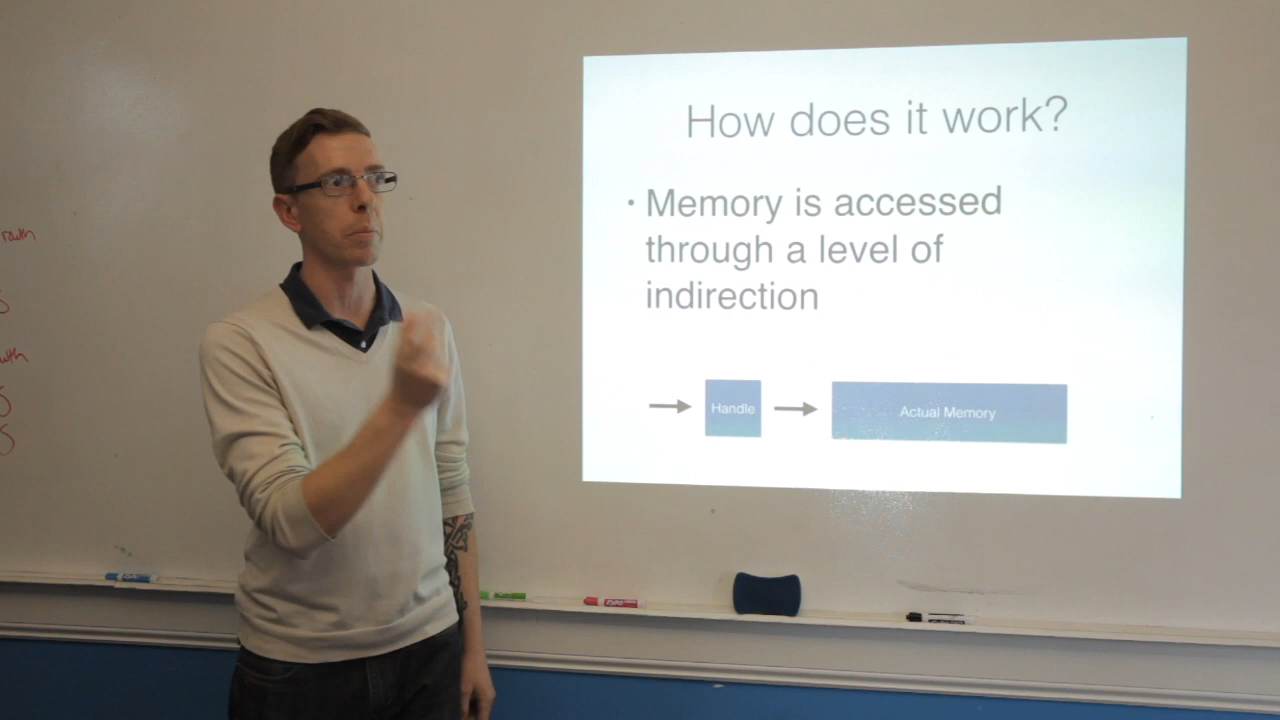 How does it work?
• Memory is accessed
through a level of
indirection
Handle
Actual Memory